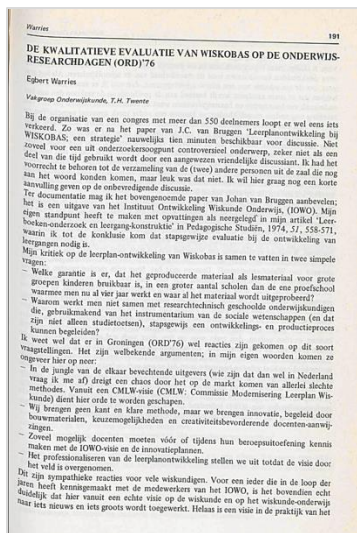 Warries
191
DE KWALITATIEVE EVALUATIE VAN WISKOBAS OP DE ONDERWIJS-
RESEARCHDAGEN (ORD)'76
Egbert Warries
Vakgroep Onderwijskunde, T.H. Twente
Bij de organisatie van een congres met meer dan 550 deelnemers loopt er wel eens iets
verkeerd. Zo was er na het paper van J.C. van Bruggen 'Leerplanontwikkeling bij
WISKOBAS; een strategie' nauwelijks tien minuten beschikbaar voor discussie. Niet
zoveel voor een uit onderzoekersoogpunt controversieel onderwerp, zeker niet als een
deel van die tijd gebruikt wordt door een aangewezen vriendelijke discussiant. Ik had het
voorrecht te behoren tot de verzameling van de (twee) andere personen uit de zaal die nog
aan het woord konden komen, maar leuk was dat niet. Ik wil hier graag nog een korte
aanvulling geven op de onbevredigende discussie.
Ter documentatie mag ik het bovengenoemde paper van Johan van Bruggen aanbevelen;
het is een uitgave van het Instituut Ontwikkeling Wiskunde Onderwijs, (IOWO). Mijn
eigen standpunt heeft te maken met opvattingen als neergelegd in mijn artikel 'Leer-
boeken-onderzoek en leergang-konstruktie' in Pedagogische Studiën, 1974, 51, 558-571,
waarin ik tot de konklusie kom dat stapsgewijze evaluatie bij de ontwikkeling van
leergangen nodig is.
Mijn kritiek op de leerplan-ontwikkeling van Wiskobas is samen te vatten in twee simpele
vragen:
- Welke garantie is er, dat het geproduceerde materiaal als lesmateriaal voor grote
groepen kinderen bruikbaar is, in een groter aantal scholen dan de ene proefschool
waarmee men nu al vier jaar werkt en waar al het materiaal wordt uitgeprobeerd?
- Waarom werkt men niet samen met researchtechnisch geschoolde onderwijskundigen
die, gebruikmakend van het instrumentarium van de sociale wetenschappen (en dat
zijn niet alleen studietoetsen), stapsgewijs een ontwikkelings- en productieproces
kunnen begeleiden?
Ik weet wel dat er in Groningen (ORD'76) wel reacties zijn gekomen op dit soort
vraagstellingen. Het zijn welbekende argumenten; in mijn eigen woorden komen ze
ongeveer hier op neer:
- In de jungle van de elkaar bevechtende uitgevers (wie zijn dat dan wel in Nederland
vraag ik me af) dreigt een chaos door het op de markt komen van allerlei slechte
methodes. Vanuit een CMLW-visie (CMLW: Commissie Modernisering Leerplan Wis-
kunde) dient hier orde te worden geschapen.
- Wij brengen geen kant en klare methode, maar we brengen innovatie, begeleid door
bouwmaterialen, keuzemogelijkheden en creativiteitsbevorderende docenten-aanwij-
zingen.
- Zoveel mogelijk docenten moeten vóór of tijdens hun beroepsuitoefening kennis
maken met de IOWO-visie en de innovatieplannen.
- Het professionaliseren van de leerplanontwikkeling stellen we uit totdat de visie door
het veld is overgenomen.
Dit zijn sympathieke reacties voor vele wiskundigen. Voor een ieder die in de loop der
jaren heeft kennisgemaakt met de medewerkers van het IOWO, is het bovendien echt
duidelijk dat hier vanuit een echte visie op de wiskunde en op het wiskunde-onderwijs
naar iets nieuws en iets groots wordt toegewerkt. Helaas is een visie in de praktijk van het